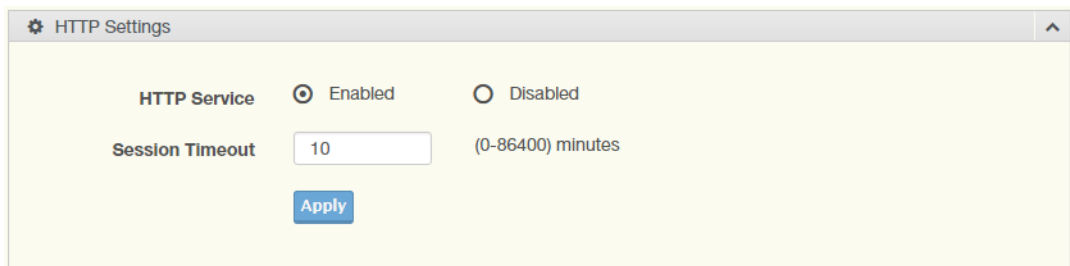 HTTP Settings
HTTP Service Enabled Disabled
Session Timeout 10 (0-86400) minutes
Apply